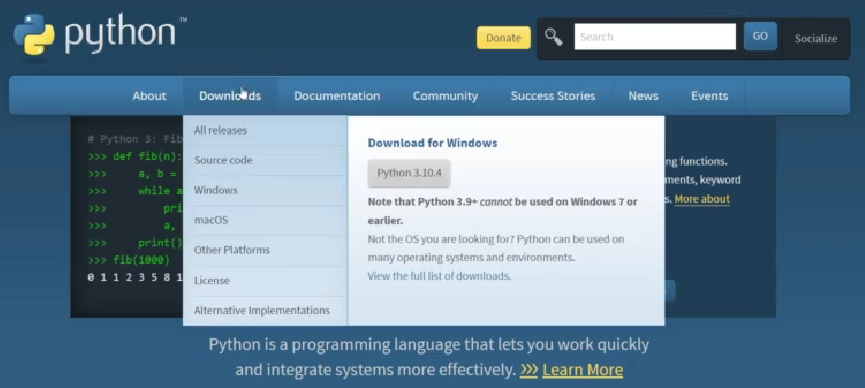 python™
Donate
Search
GO
Socialize
About
Downloads
Documentation
Community
Success Stories
News
Events
All releases
Source code
Windows
macOS
Other Platforms
License
Alternative Implementations
Download for Windows
Python 3.10.4
Note that Python 3.9+ cannot be used on Windows 7 or
earlier.
Not the OS you are looking for? Python can be used on
many operating systems and environments.
View the full list of downloads.
# Python 3: Fib
>>> def fib(n):
>>> a, b =
>>> while a
>>> pri
>>> a,
>>> print()
>>> fib(1000)
0 1 1 2 3 5 8 1
ng functions.
ments, keyword
s. More about
Python is a programming language that lets you work quickly
and integrate systems more effectively. >>> Learn More